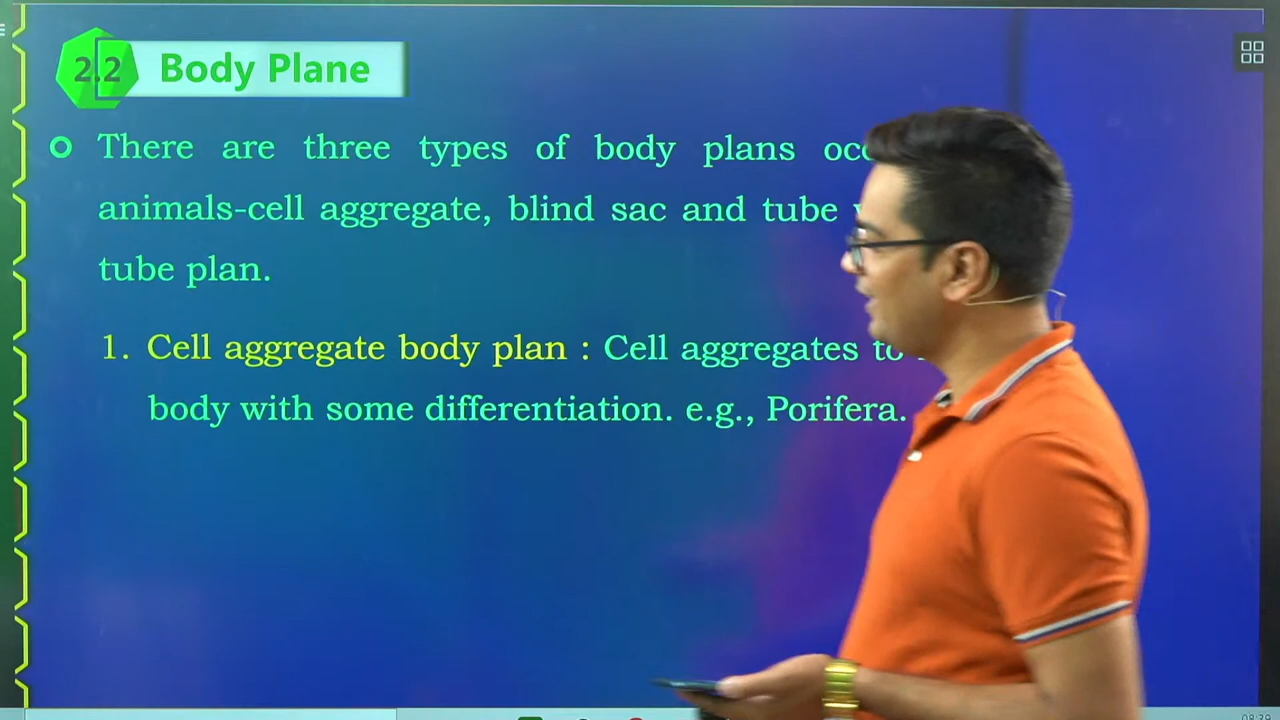 2.2 Body Plane
There are three types of body plans
animals-cell aggregate, blind sac and tube
tube plan.
1. Cell aggregate body plan : Cell aggregates to
body with some differentiation. e.g., Porifera.